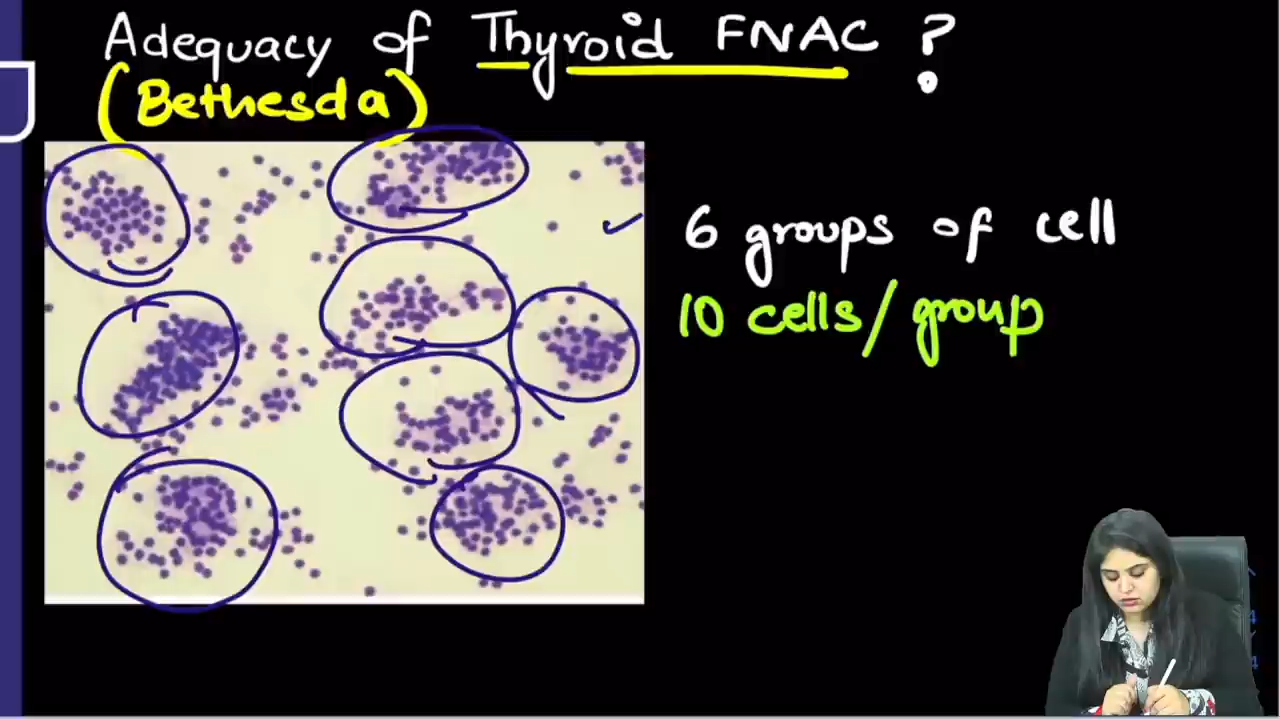 Adequacy of Thyroid FNAC ?
(Bethesda)
6 groups of cell
10 cells/group